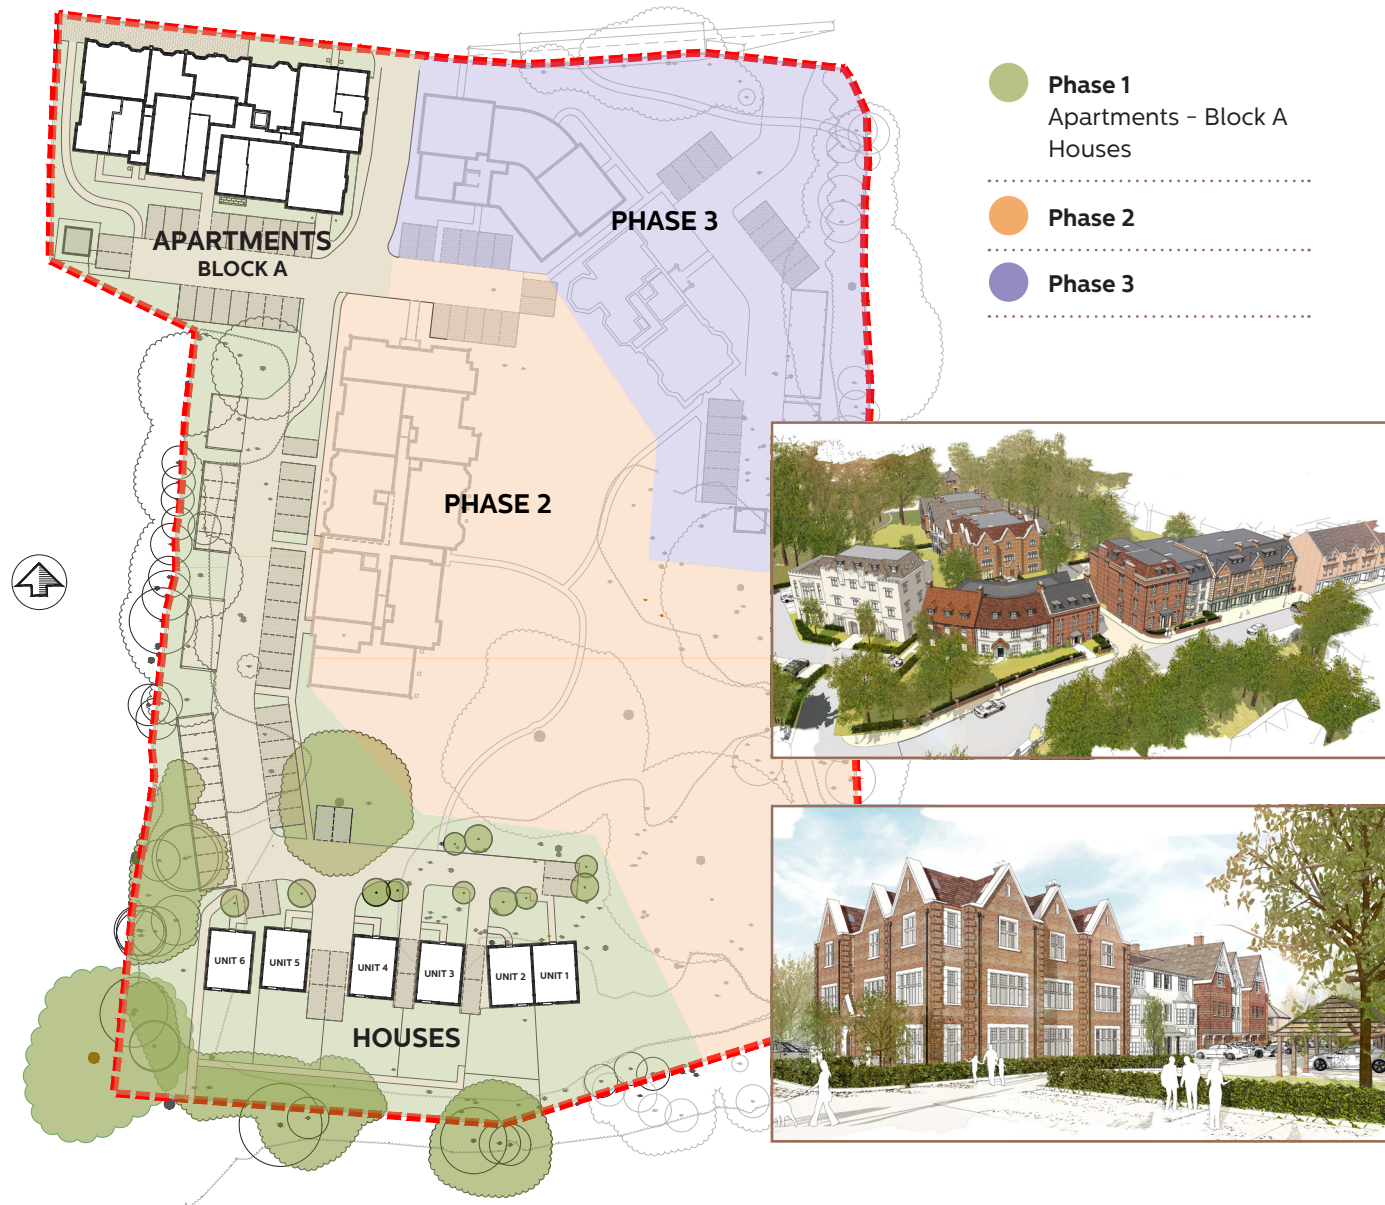 Phase 1
Apartments – Block A
Houses
Phase 2
Phase 3
PHASE 3
APARTMENTS
BLOCK A
PHASE 2
UNIT 6
UNIT 5
UNIT 4
UNIT 3
UNIT 2
UNIT 1
HOUSES